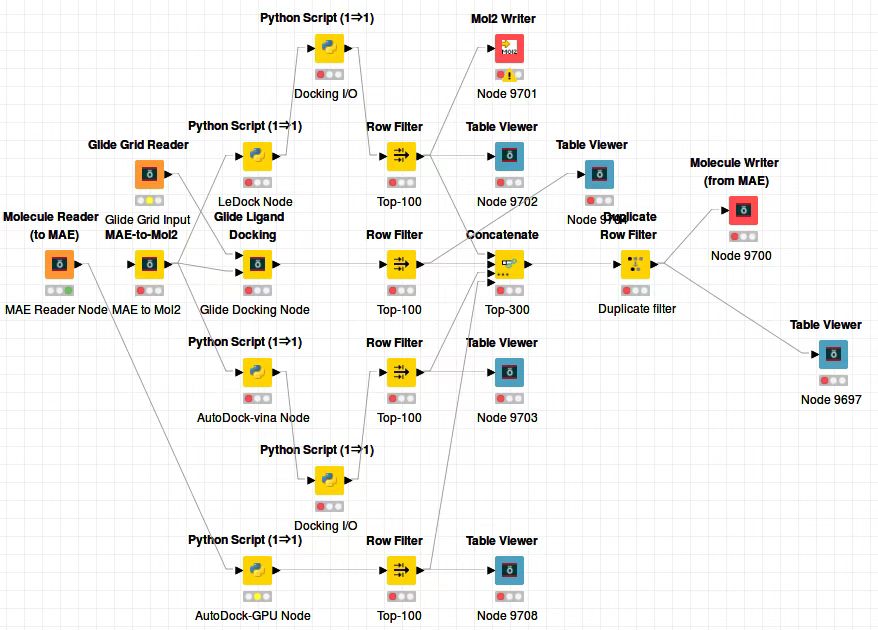 Python Script (1⇒1)
Docking I/O
Mol2 Writer
MOL2
Node 9701
Python Script (1⇒1)
LeDock Node
Row Filter
Top-100
Table Viewer
Node 9702
Glide Grid Reader
Glide Grid Input
Table Viewer
Molecule Writer
(from MAE)
Node 9700
Molecule Reader
(to MAE)
MAE Reader Node
MAE-to-Mol2
MAE to Mol2
Glide Ligand
Docking
Glide Docking Node
Row Filter
Top-100
Concatenate
Top-300
Duplicate
Row Filter
Duplicate filter
Table Viewer
Node 9697
Python Script (1⇒1)
AutoDock-vina Node
Row Filter
Top-100
Table Viewer
Node 9703
Python Script (1⇒1)
Docking I/O
Python Script (1⇒1)
AutoDock-GPU Node
Row Filter
Top-100
Table Viewer
Node 9708